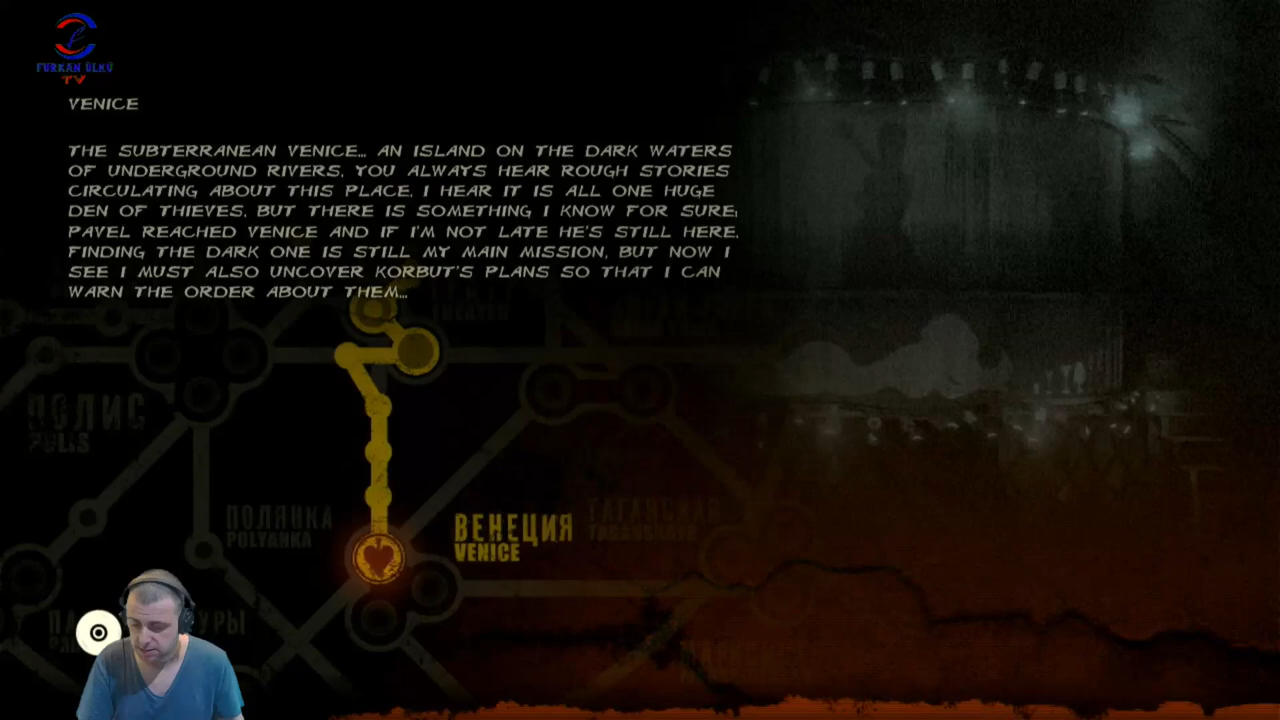 FURKAN ÜLKÜ
TV
VENICE
THE SUBTERRANEAN VENICE... AN ISLAND ON THE DARK WATERS
OF UNDERGROUND RIVERS. YOU ALWAYS HEAR ROUGH STORIES
CIRCULATING ABOUT THIS PLACE. I HEAR IT IS ALL ONE HUGE
DEN OF THIEVES. BUT THERE IS SOMETHING I KNOW FOR SURE:
PAVEL REACHED VENICE AND IF I'M NOT LATE HE'S STILL HERE.
FINDING THE DARK ONE IS STILL MY MAIN MISSION, BUT NOW I
SEE I MUST ALSO UNCOVER KORBUT'S PLANS SO THAT I CAN
WARN THE ORDER ABOUT THEM...
THEATER
ПОЛИС
POLIS
ПОЛЯНКА
POLYANKA
ВЕНЕЦИЯ
VENICE
ТАГАНСКАЯ
TAGANSKAYA